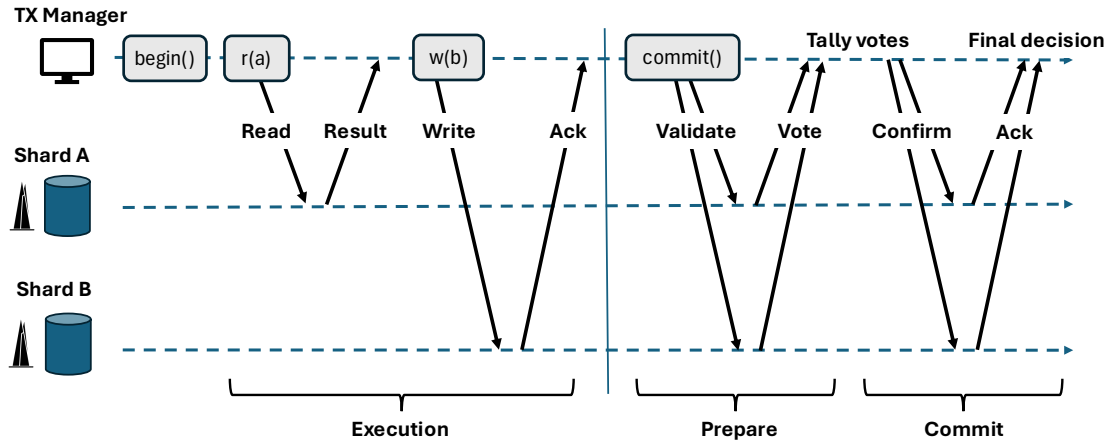 TX Manager
begin()
r(a)
w(b)
commit()
Tally votes
Final decision
Read
Result
Write
Ack
Validate
Vote
Confirm
Ack
Shard A
Shard B
Execution
Prepare
Commit